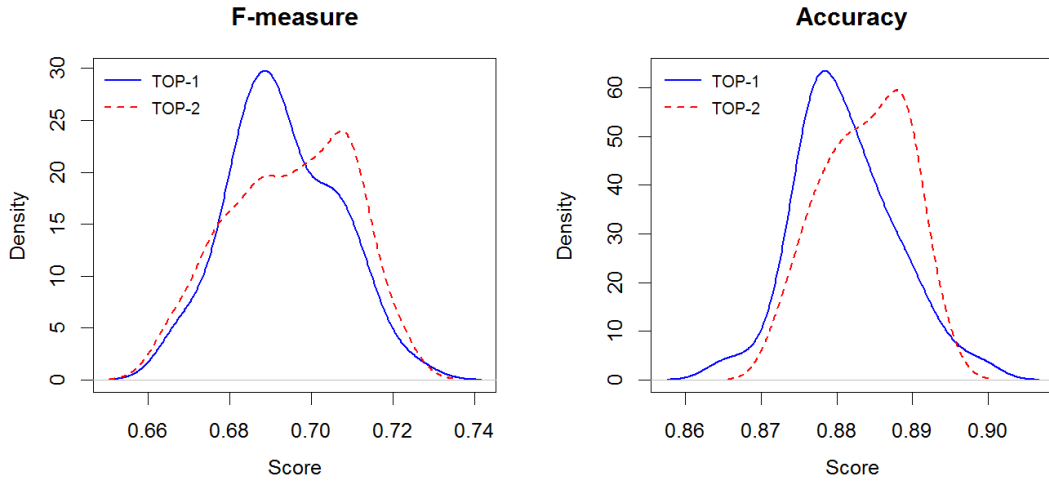 F-measure
TOP-1
TOP-2
Density
0
5
10
15
20
25
30
0.66 0.68 0.70 0.72 0.74
Score
Accuracy
TOP-1
TOP-2
Density
0
10
20
30
40
50
60
0.86 0.87 0.88 0.89 0.90
Score